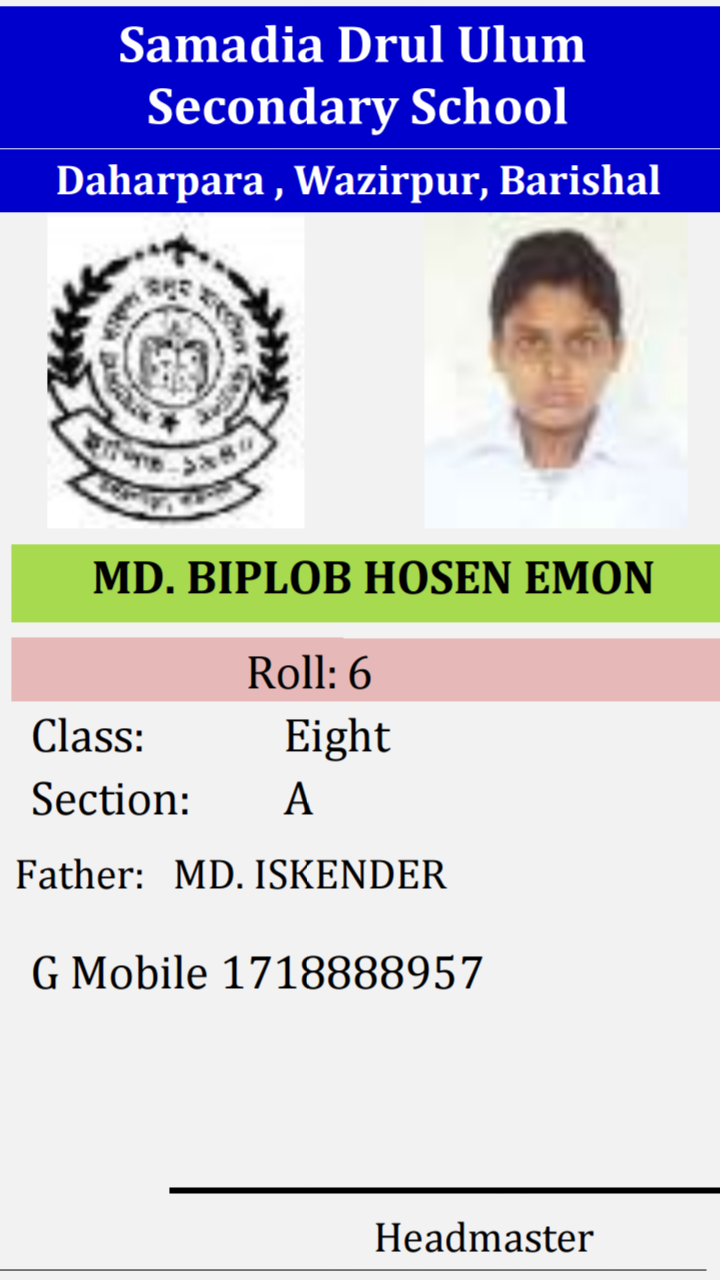 Samadia Drul Ulum
Secondary School
Daharpara , Wazirpur, Barishal
MD. BIPLOB HOSEN EMON
Roll: 6
Class: Eight
Section: A
Father: MD. ISKENDER
G Mobile 1718888957
Headmaster